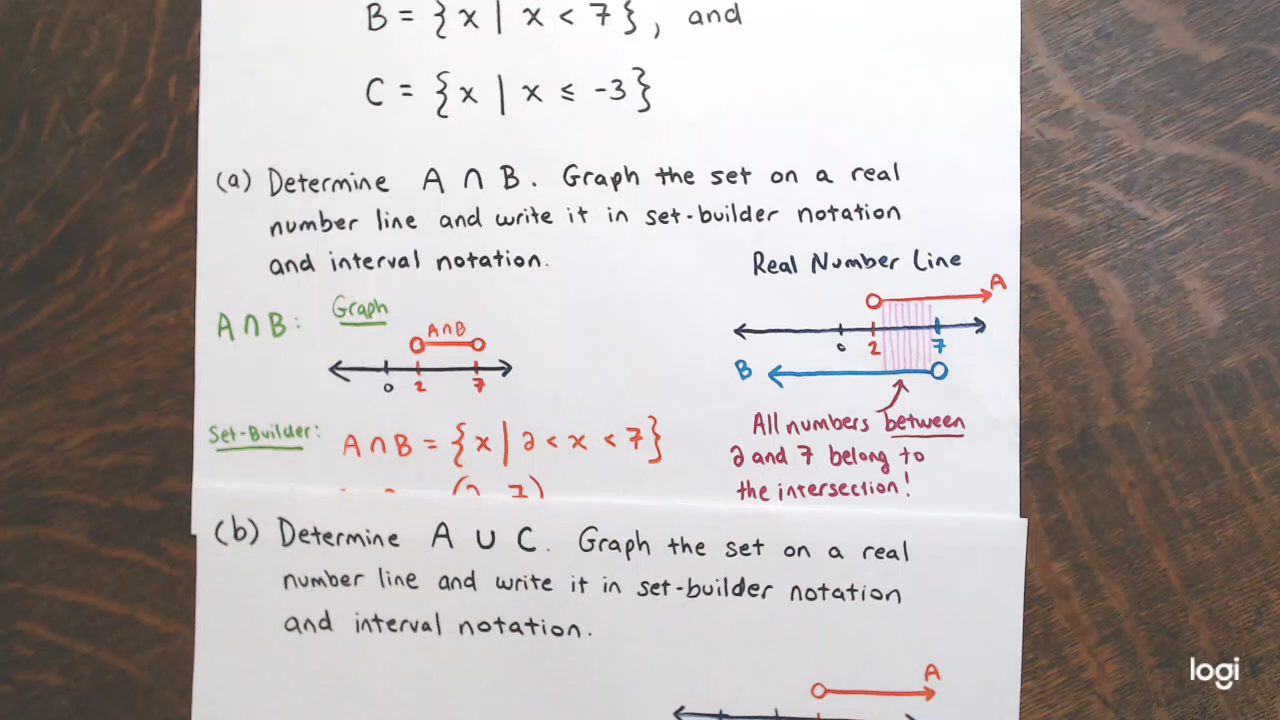 B = { x | x < 7 } , and
C = { x | x ≤ -3 }
(a) Determine A ∩ B. Graph the set on a real
number line and write it in set-builder notation
and interval notation.
Real Number Line
A ∩ B:
Graph
A∩B
0 2 7
A
0 2 7
B
Set-Builder:
A ∩ B = { x | 2 < x < 7 }
All numbers between
2 and 7 belong to
the intersection!
(b) Determine A ∪ C. Graph the set on a real
number line and write it in set-builder notation
and interval notation.
A
logi